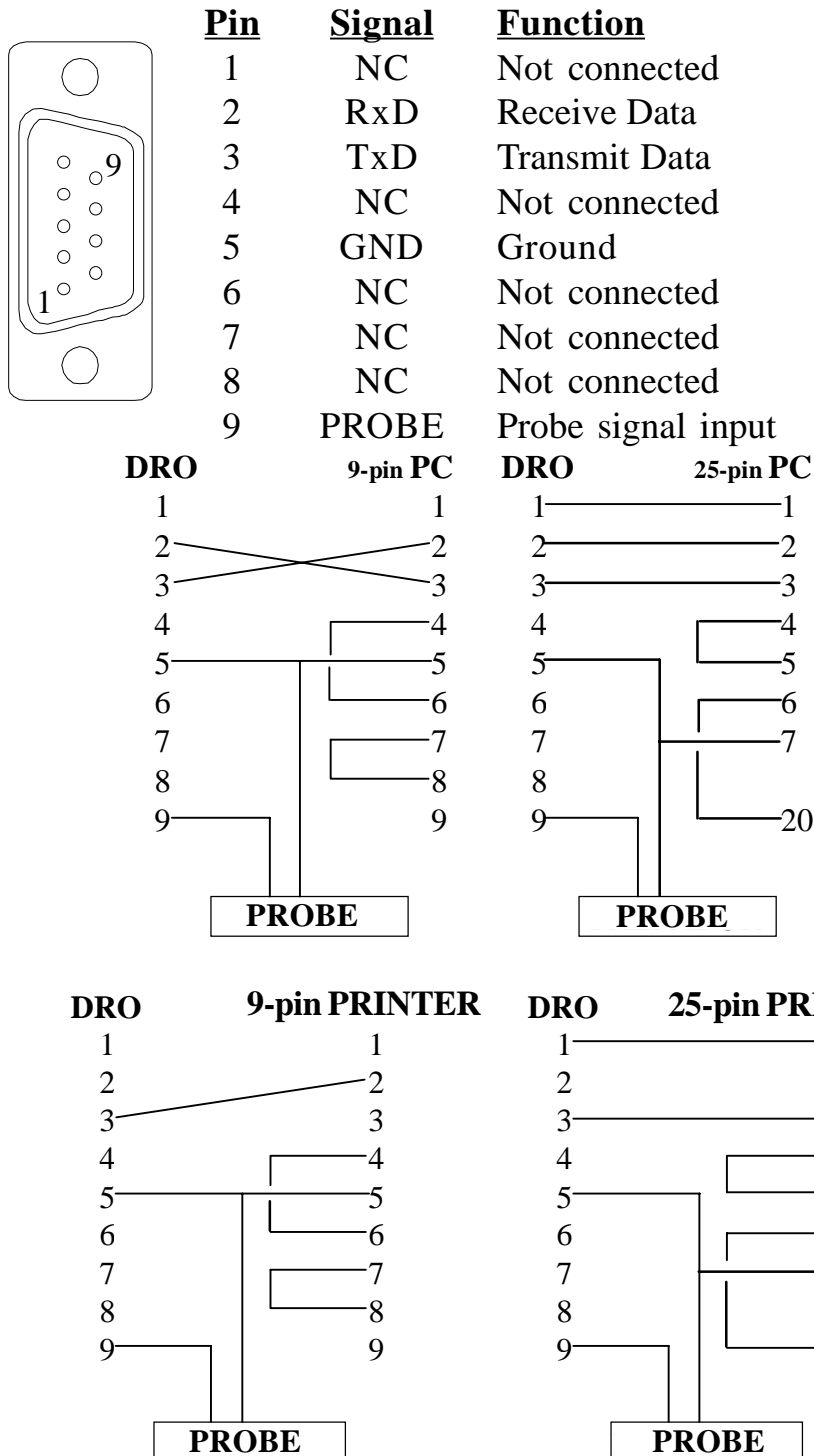 Pin Signal Function
1 NC Not connected
2 RxD Receive Data
3 TxD Transmit Data
4 NC Not connected
5 GND Ground
6 NC Not connected
7 NC Not connected
8 NC Not connected
9 PROBE Probe signal input
9
1
DRO 9-pin PC
1 1
2 2
3 3
4 4
5 5
6 6
7 7
8 8
9 9
PROBE
DRO 25-pin PC
1 1
2 2
3 3
4 4
5 5
6 6
7 7
8
9 20
PROBE
DRO 9-pin PRINTER
1 1
2 2
3 3
4 4
5 5
6 6
7 7
8 8
9 9
PROBE
DRO 25-pin
1
2
3
4
5
6
7
8
9
PROBE